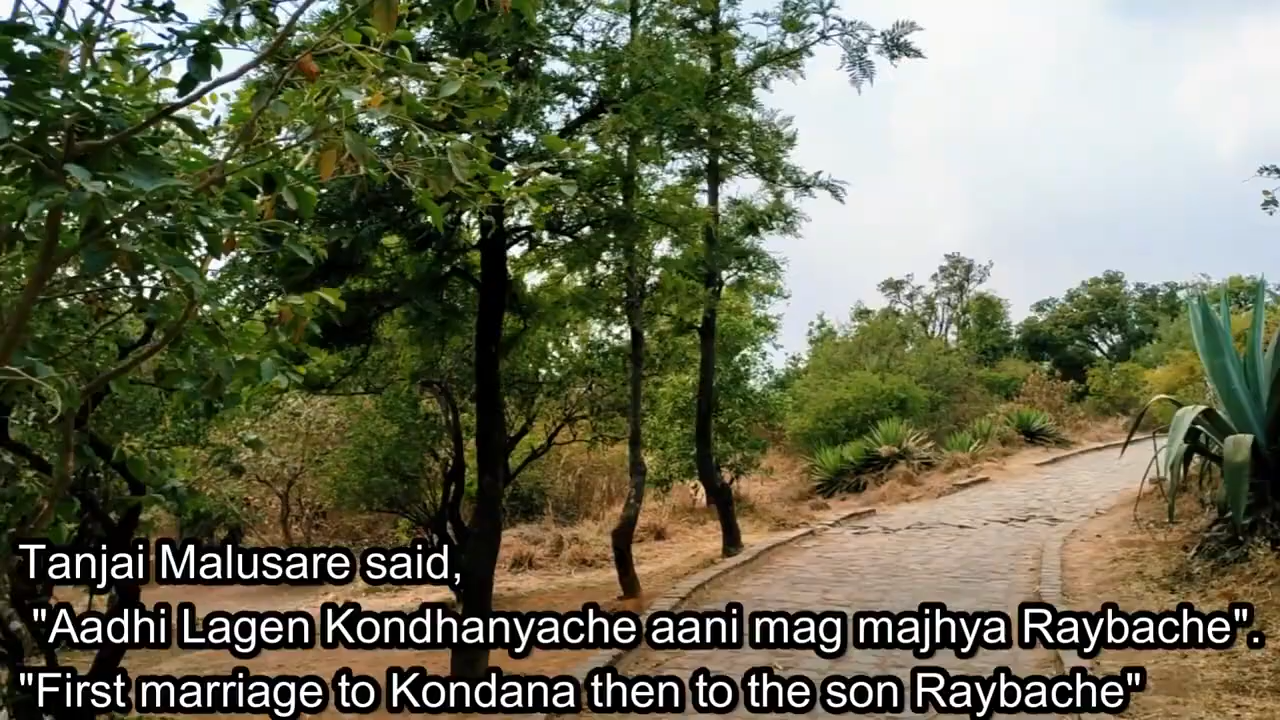 Tanjai Malusare said,
"Aadhi Lagen Kondhanyache aani mag majhya Raybache".
"First marriage to Kondana then to the son Raybache"